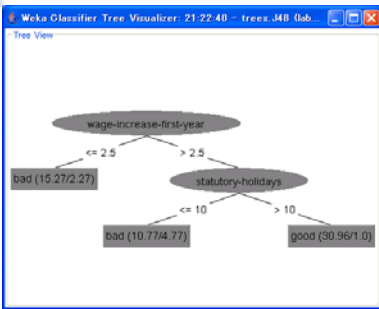 Weka Classifier Tree Visualizer: 21:22:40 - trees.J48 (lab...
Tree View
wage-increase-first-year
<= 2.5 > 2.5
bad (15.27/2.27) statutory-holidays
<= 10 > 10
bad (10.77/4.77) good (30.96/1.0)